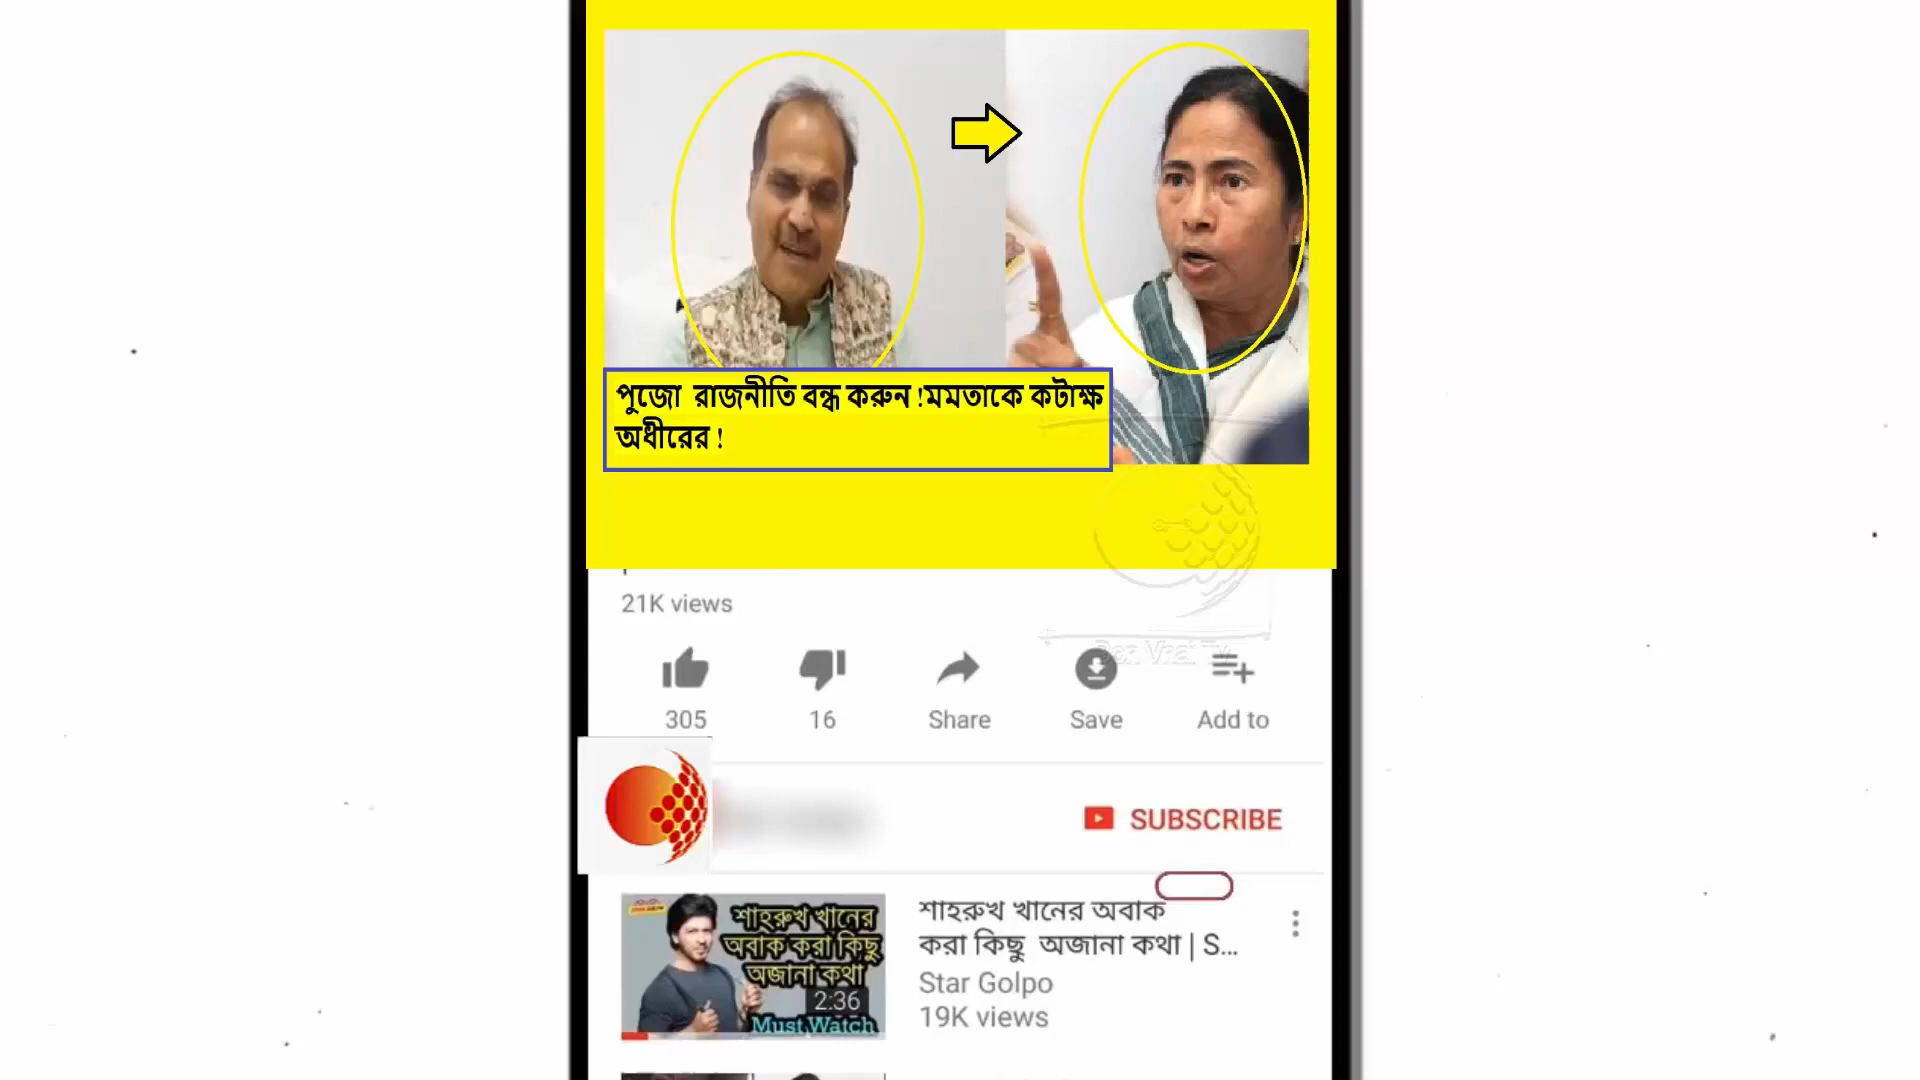 পুজো রাজনীতি বন্ধ করুন !মমতাকে কটাক্ষ
অধীরের !
21K views
305
16
Share
Save
Add to
SUBSCRIBE
শাহরুখ খানের
অবাক করা কিছু
অজানা কথা
2:36
Must Watch
শাহরুখ খানের অবাক
করা কিছু অজানা কথা | S...
Star Golpo
19K views